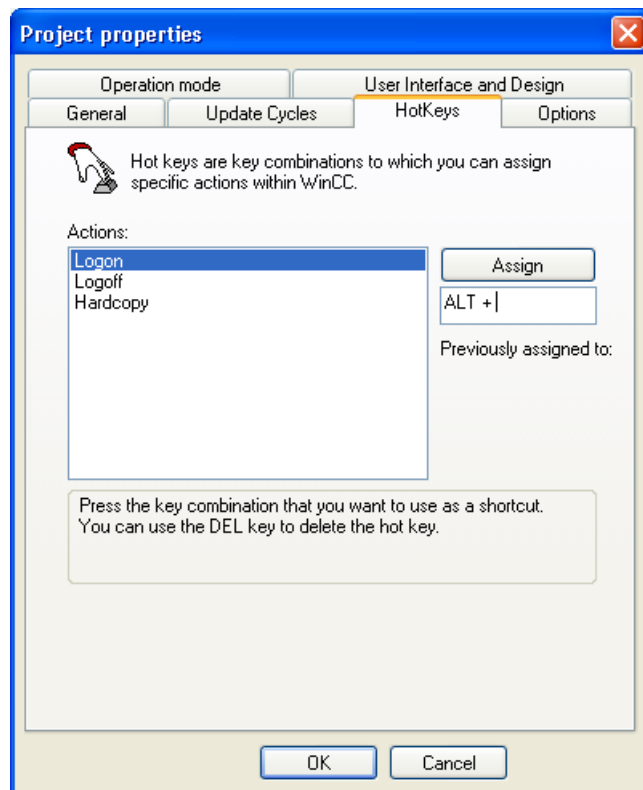 Project properties
Operation mode
User Interface and Design
General
Update Cycles
HotKeys
Options
Hot keys are key combinations to which you can assign
specific actions within WinCC.
Actions:
Logon
Logoff
Hardcopy
Assign
ALT +
Previously assigned to:
Press the key combination that you want to use as a shortcut.
You can use the DEL key to delete the hot key.
OK
Cancel